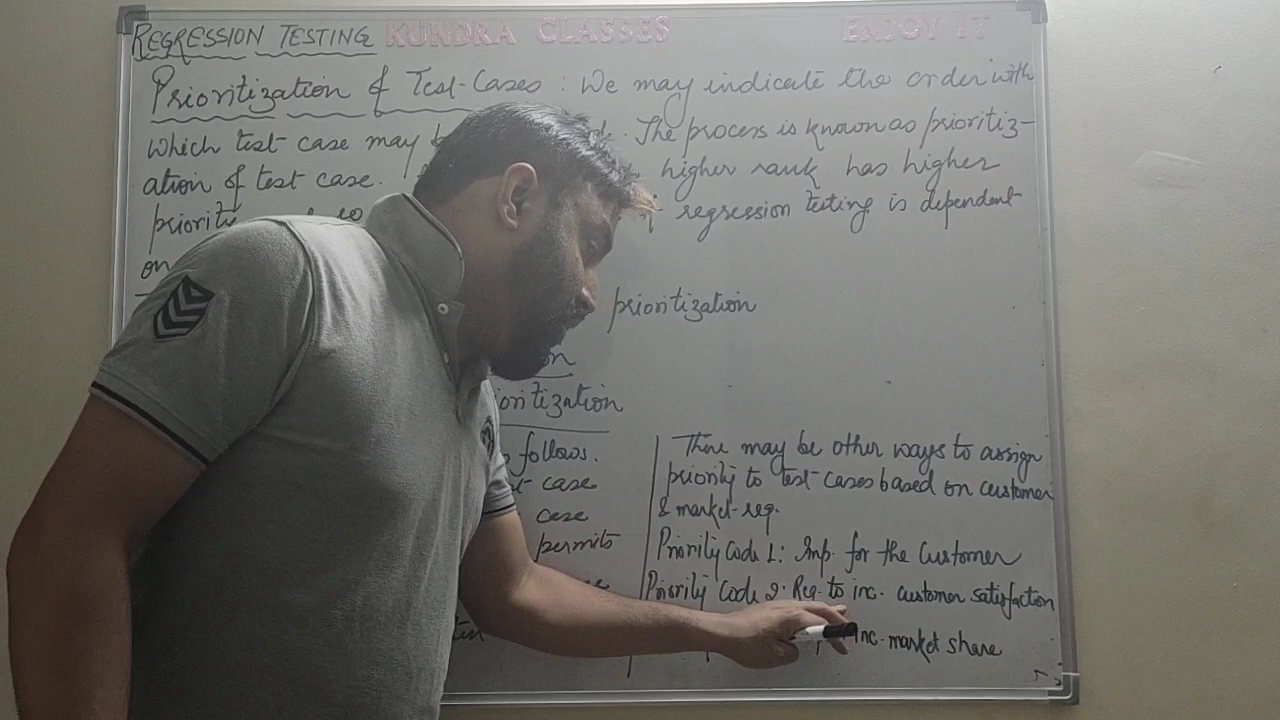 REGRESSION TESTING KUNDRA CLASSES ENJOY IT
Prioritization of Test-Cases : We may indicate the order with
which test case may The process is known as prioritiz-
ation of test case. higher rank has higher
priority regression testing is dependent
on
prioritization
on
oritization
follows.
case
case
permits
There may be other ways to assign
priority to test cases based on customer
& market-req.
Priority Code 1: Imp. for the Customer
Priority Code 2: Req. to inc. customer satisfaction
inc. market share